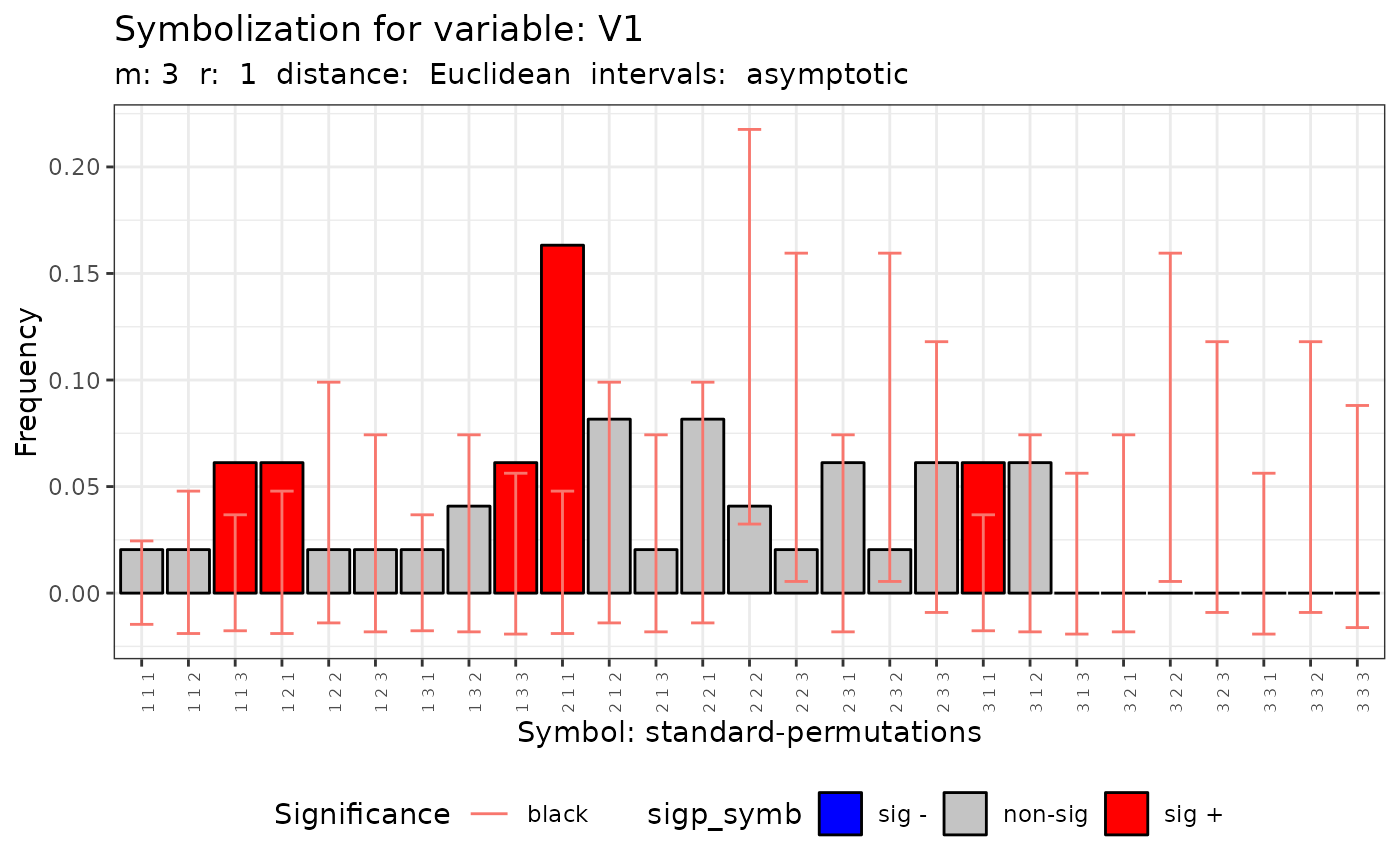 Symbolization for variable: V1
m: 3 r: 1 distance: Euclidean intervals: asymptotic
Frequency
0.20
0.15
0.10
0.05
0.00
1 1 1
1 1 2
1 1 3
1 2 1
1 2 2
1 2 3
1 3 1
1 3 2
1 3 3
2 1 1
2 1 2
2 1 3
2 2 1
2 2 2
2 2 3
2 3 1
2 3 2
2 3 3
3 1 1
3 1 2
3 1 3
3 2 1
3 2 2
3 2 3
3 3 1
3 3 2
3 3 3
Symbol: standard-permutations
Significance black sigp_symb sig - non-sig sig +